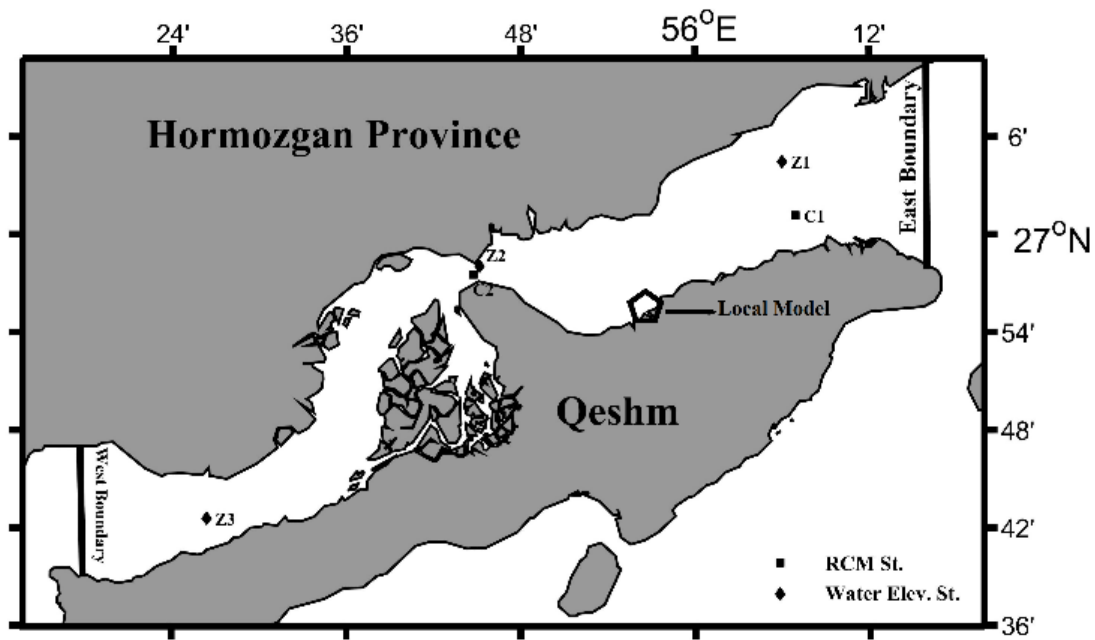 24'
36'
48'
56°E
12'
Hormozgan Province
6'
Z1
East Boundary
C1
27°N
Z2
C2
Local Model
54'
Qeshm
48'
West Boundary
Z3
42'
RCM St.
Water Elev. St.
36'